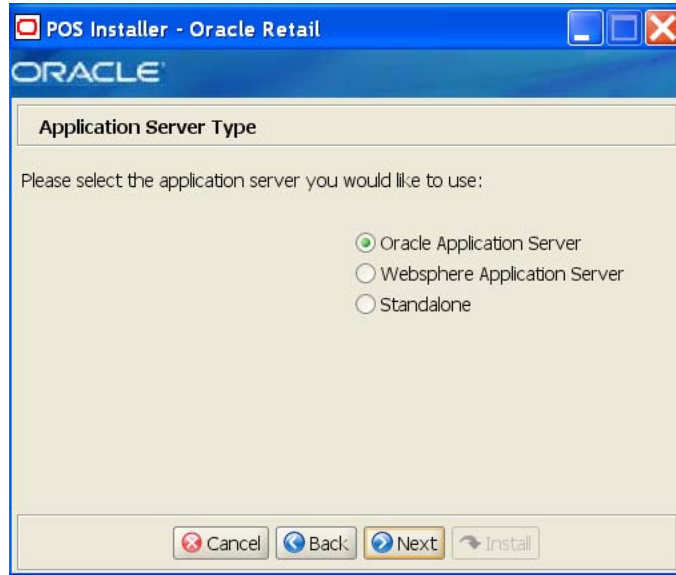 POS Installer - Oracle Retail
ORACLE
Application Server Type
Please select the application server you would like to use:
Oracle Application Server
Websphere Application Server
Standalone
Cancel Back Next Install